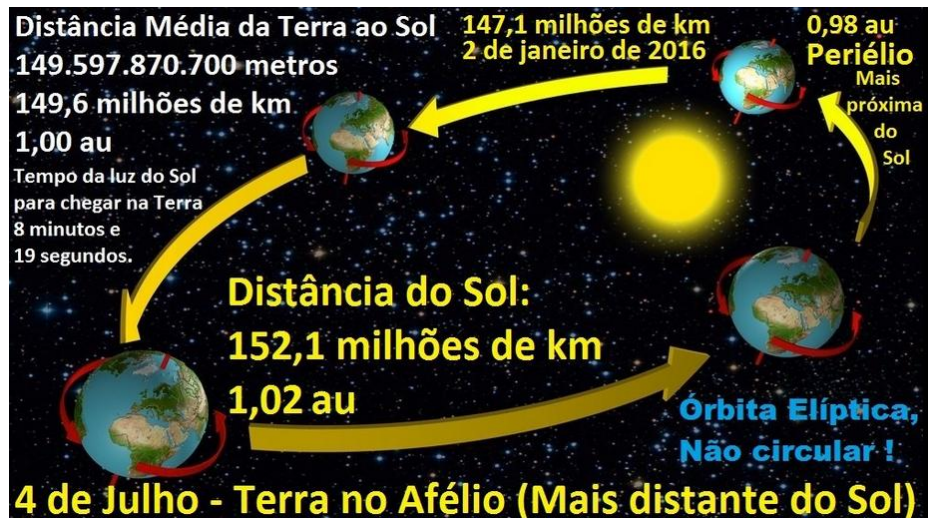 Distância Média da Terra ao Sol
149.597.870.700 metros
149,6 milhões de km
1,00 au
Tempo da luz do Sol
para chegar na Terra
8 minutos e
19 segundos.
147,1 milhões de km
2 de janeiro de 2016
0,98 au
Periélio
Mais
próxima
do
Sol
Distância do Sol:
152,1 milhões de km
1,02 au
Órbita Elíptica,
Não circular !
4 de Julho - Terra no Afélio (Mais distante do Sol)